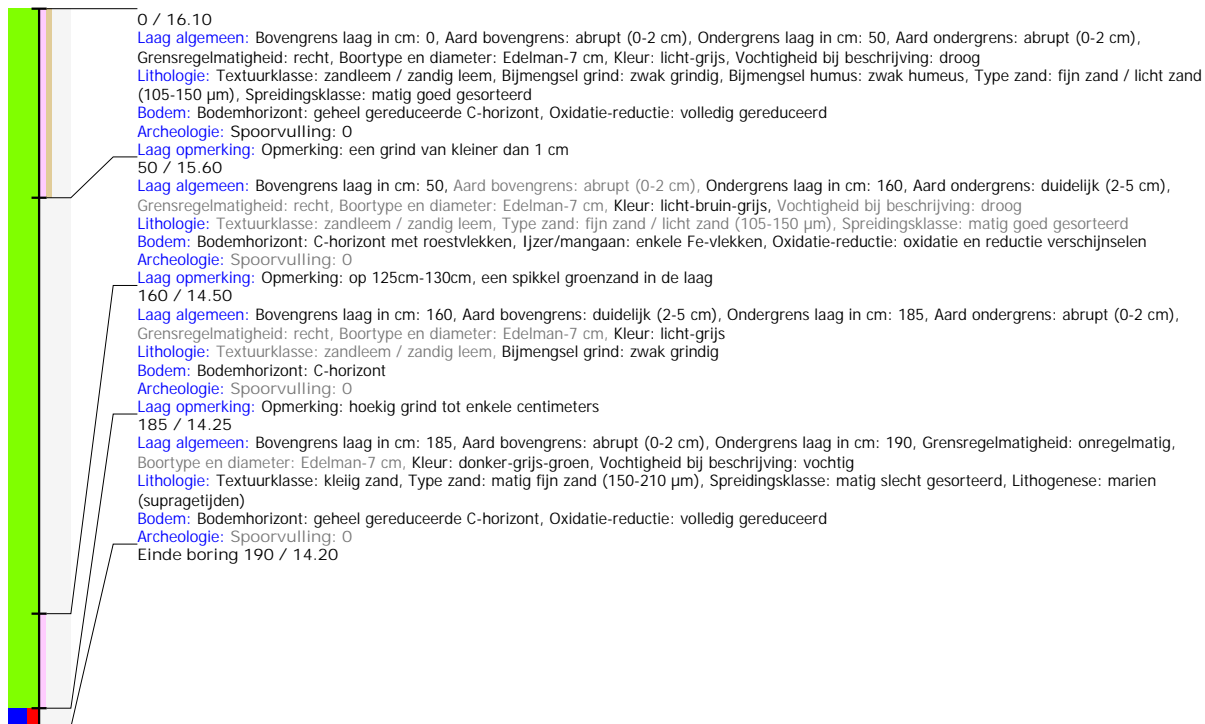 0 / 16.10
Laag algemeen: Bovengrens laag in cm: 0, Aard bovengrens: abrupt (0-2 cm), Ondergrens laag in cm: 50, Aard ondergrens: abrupt (0-2 cm),
Grensregelmatigheid: recht, Boortype en diameter: Edelman-7 cm, Kleur: licht-grijs, Vochtigheid bij beschrijving: droog
Lithologie: Textuurklasse: zandleem / zandig leem, Bijmengsel grind: zwak grindig, Bijmengsel humus: zwak humeus, Type zand: fijn zand / licht zand
(105-150 µm), Spreidingsklasse: matig goed gesorteerd
Bodem: Bodemhorizont: geheel gereduceerde C-horizont, Oxidatie-reductie: volledig gereduceerd
Archeologie: Spoorvulling: 0
Laag opmerking: Opmerking: een grind van kleiner dan 1 cm
50 / 15.60
Laag algemeen: Bovengrens laag in cm: 50, Aard bovengrens: abrupt (0-2 cm), Ondergrens laag in cm: 160, Aard ondergrens: duidelijk (2-5 cm),
Grensregelmatigheid: recht, Boortype en diameter: Edelman-7 cm, Kleur: licht-bruin-grijs, Vochtigheid bij beschrijving: droog
Lithologie: Textuurklasse: zandleem / zandig leem, Type zand: fijn zand / licht zand (105-150 µm), Spreidingsklasse: matig goed gesorteerd
Bodem: Bodemhorizont: C-horizont met roestvlekken, Ijzer/mangaan: enkele Fe-vlekken, Oxidatie-reductie: oxidatie en reductie verschijnselen
Archeologie: Spoorvulling: 0
Laag opmerking: Opmerking: op 125cm-130cm, een spikkel groenzand in de laag
160 / 14.50
Laag algemeen: Bovengrens laag in cm: 160, Aard bovengrens: duidelijk (2-5 cm), Ondergrens laag in cm: 185, Aard ondergrens: abrupt (0-2 cm),
Grensregelmatigheid: recht, Boortype en diameter: Edelman-7 cm, Kleur: licht-grijs
Lithologie: Textuurklasse: zandleem / zandig leem, Bijmengsel grind: zwak grindig
Bodem: Bodemhorizont: C-horizont
Archeologie: Spoorvulling: 0
Laag opmerking: Opmerking: hoekig grind tot enkele centimeters
185 / 14.25
Laag algemeen: Bovengrens laag in cm: 185, Aard bovengrens: abrupt (0-2 cm), Ondergrens laag in cm: 190, Grensregelmatigheid: onregelmatig,
Boortype en diameter: Edelman-7 cm, Kleur: donker-grijs-groen, Vochtigheid bij beschrijving: vochtig
Lithologie: Textuurklasse: kleiig zand, Type zand: matig fijn zand (150-210 µm), Spreidingsklasse: matig slecht gesorteerd, Lithogenese: marien
(supragetijden)
Bodem: Bodemhorizont: geheel gereduceerde C-horizont, Oxidatie-reductie: volledig gereduceerd
Archeologie: Spoorvulling: 0
Einde boring 190 / 14.20